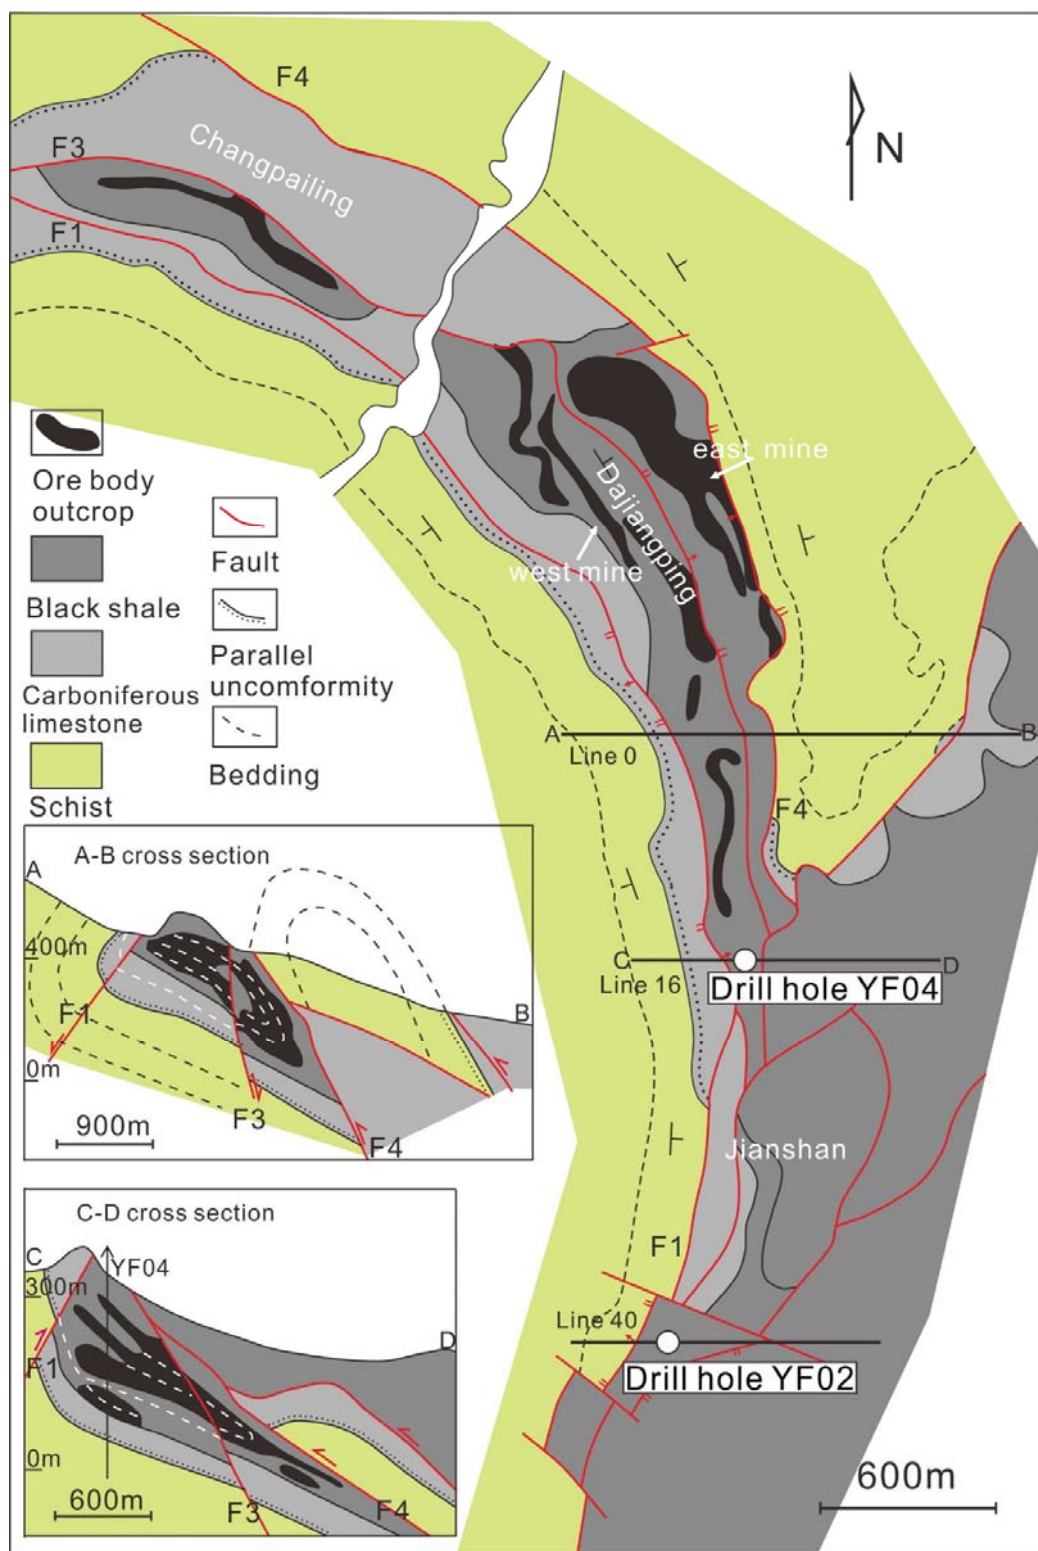 F4
N
F3
Changpailing
F1
east mine
Dajiangping
west mine
Ore body
outcrop
Fault
Black shale
Parallel
uncomformity
Carboniferous
limestone
Bedding
Schist
A
B
Line 0
F4
C
D
Line 16
Drill hole YF04
Jianshan
F1
Line 40
Drill hole YF02
600m
A-B cross section
A
400m
B
F1
0m
F3
900m
F4
C-D cross section
C
YF04
300m
D
F1
0m
600m
F3
F4